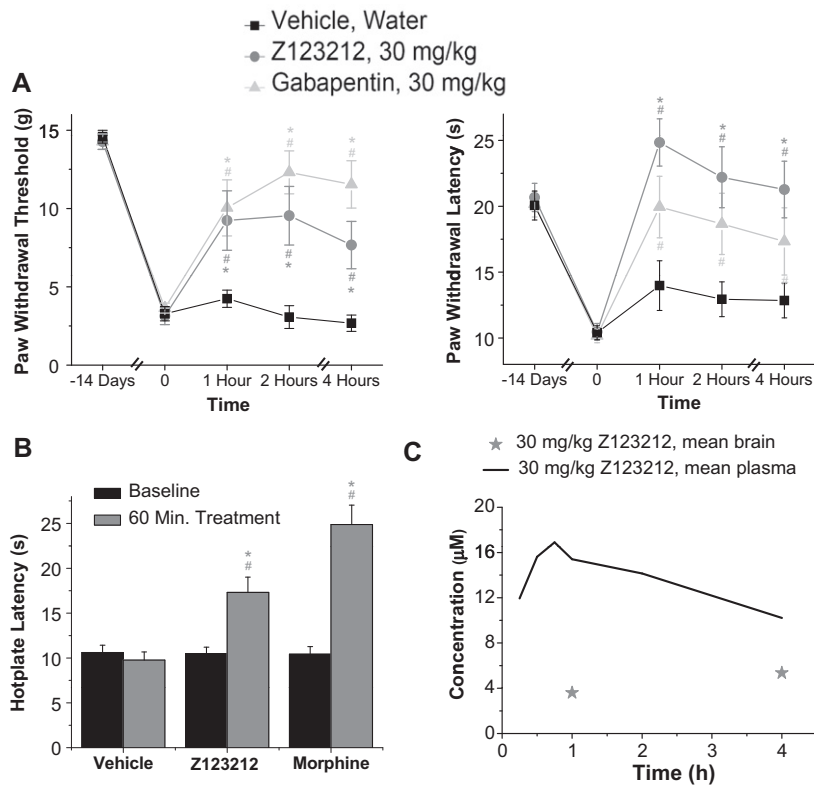 Vehicle, Water
Z123212, 30 mg/kg
Gabapentin, 30 mg/kg
A
Paw Withdrawal Threshold (g)
15
10
5
0
* # * # * #
# * # * # *
-14 Days 0 1 Hour 2 Hours 4 Hours
Time
Paw Withdrawal Latency (s)
25
20
15
10
* # * # * #
# # #
-14 Days 0 1 Hour 2 Hours 4 Hours
Time
B
Baseline
60 Min. Treatment
Hotplate Latency (s)
25
20
15
10
5
0
* # * #
Vehicle Z123212 Morphine
C
30 mg/kg Z123212, mean brain
30 mg/kg Z123212, mean plasma
Concentration (µM)
20
16
12
8
4
0
0 1 2 3 4
Time (h)